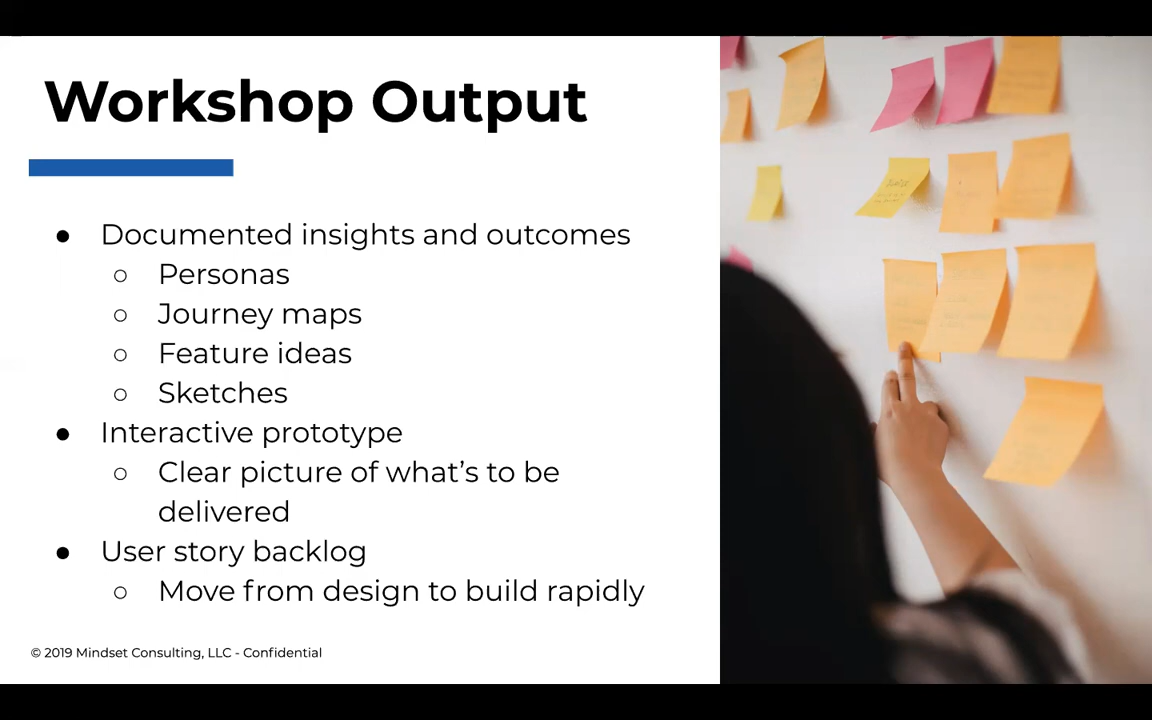 Workshop Output
● Documented insights and outcomes
○ Personas
○ Journey maps
○ Feature ideas
○ Sketches
● Interactive prototype
○ Clear picture of what's to be
delivered
● User story backlog
○ Move from design to build rapidly
© 2019 Mindset Consulting, LLC - Confidential